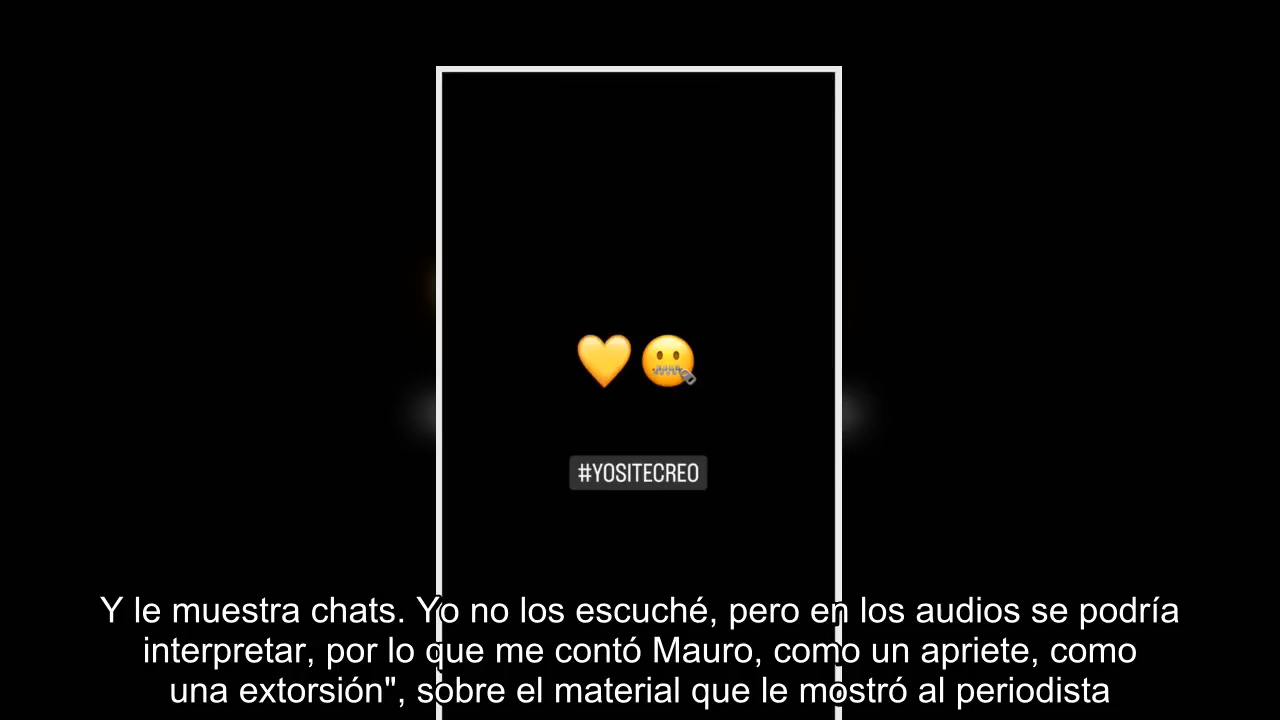 #YOSITECREO
Y le muestra chats. Yo no los escuché, pero en los audios se podría
interpretar, por lo que me contó Mauro, como un apriete, como
una extorsión", sobre el material que le mostró al periodista